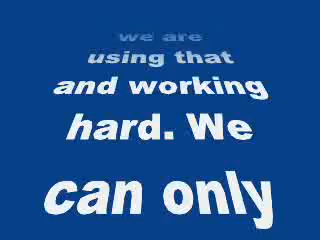 we are
using that
and working
hard. We
can only